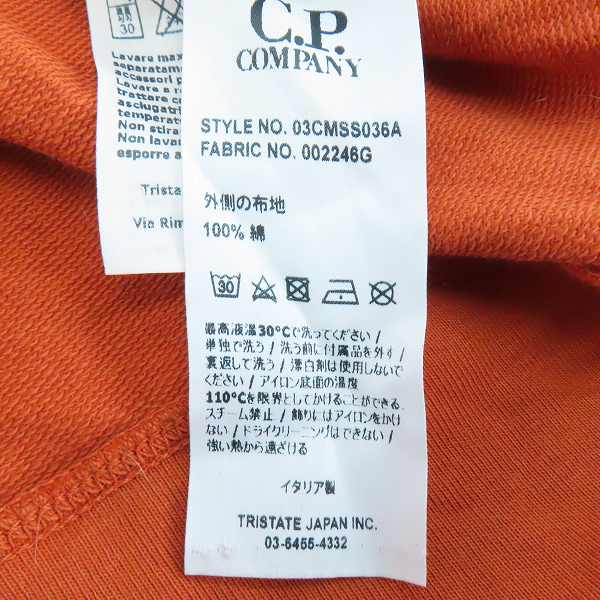 30
Lavare max
separatame
accessori p
Lavare a ro
trattare co
asciugatric
temperatu
Non stira
Non lavar
esporre a
Trista
Via Rim
C.P.
COMPANY
STYLE NO. 03CMSS036A
FABRIC NO. 002246G
外側の布地
100% 綿
30
最高液温30°Cで洗ってください /
単独で洗う / 洗う前に付属品を外す /
裏返して洗う / 漂白剤は使用しないで
ください / アイロン底面の温度
110°Cを限界としてかけることができる
スチーム禁止 / 飾りにはアイロンをかけ
ない / ドライクリーニングはできない /
強い熱から遠ざける
イタリア製
TRISTATE JAPAN INC.
03-6455-4332